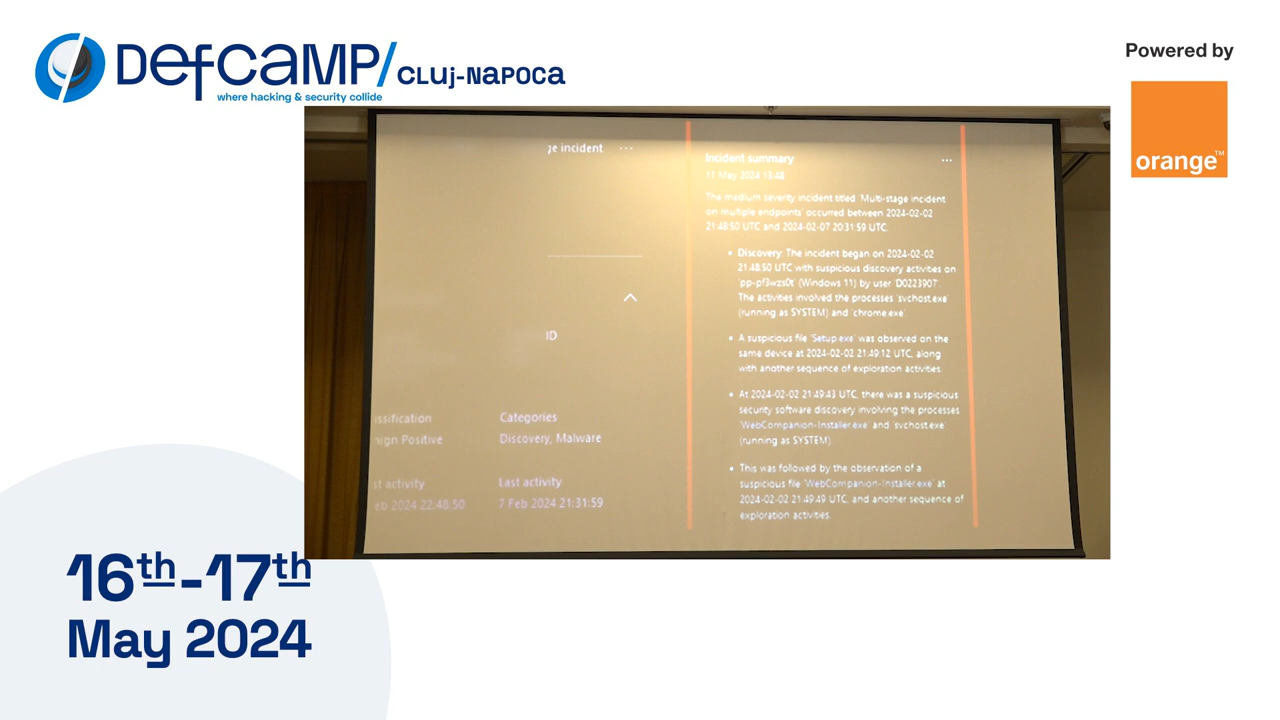 DefCamp/ Cluj-Napoca
where hacking & security collide
Powered by
orange™
ge incident ...
ID
ssification
ign Positive
st activity
eb 2024 22:48:50
Categories
Discovery, Malware
Last activity
7 Feb 2024 21:31:59
Incident summary ...
11 May 2024 13:48
The medium severity incident titled 'Multi-stage incident
on multiple endpoints' occurred between 2024-02-02
21:48:50 UTC and 2024-02-07 20:31:59 UTC.
• Discovery: The incident began on 2024-02-02
21:48:50 UTC with suspicious discovery activities on
'pp-pf3wzs0t' (Windows 11) by user 'D0223907'.
The activities involved the processes 'svchost.exe'
(running as SYSTEM) and 'chrome.exe'.
• A suspicious file 'Setup.exe' was observed on the
same device at 2024-02-02 21:49:12 UTC, along
with another sequence of exploration activities.
• At 2024-02-02 21:49:43 UTC, there was a suspicious
security software discovery involving the processes
'WebCompanion-Installer.exe' and 'svchost.exe'
(running as SYSTEM).
• This was followed by the observation of a
suspicious file 'WebCompanion-Installer.exe' at
2024-02-02 21:49:49 UTC, and another sequence of
exploration activities.
16th-17th
May 2024